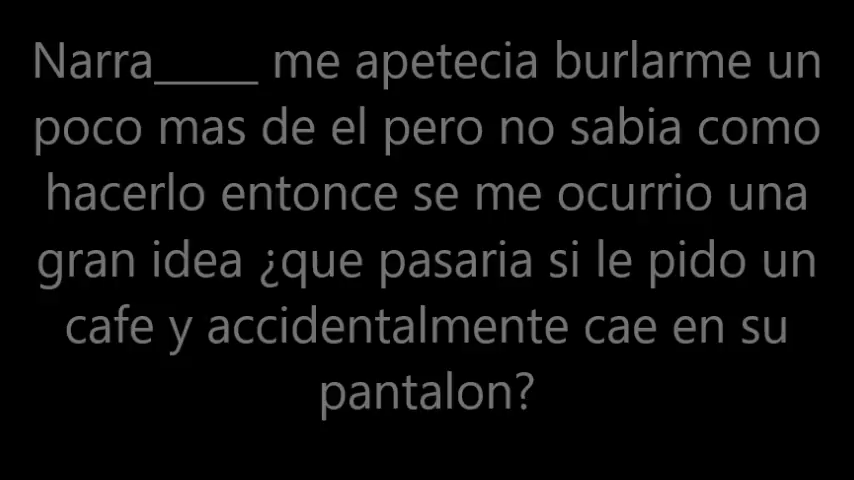 Narra_____ me apetecia burlarme un
poco mas de el pero no sabia como
hacerlo entonce se me ocurrio una
gran idea ¿que pasaria si le pido un
cafe y accidentalmente cae en su
pantalon?